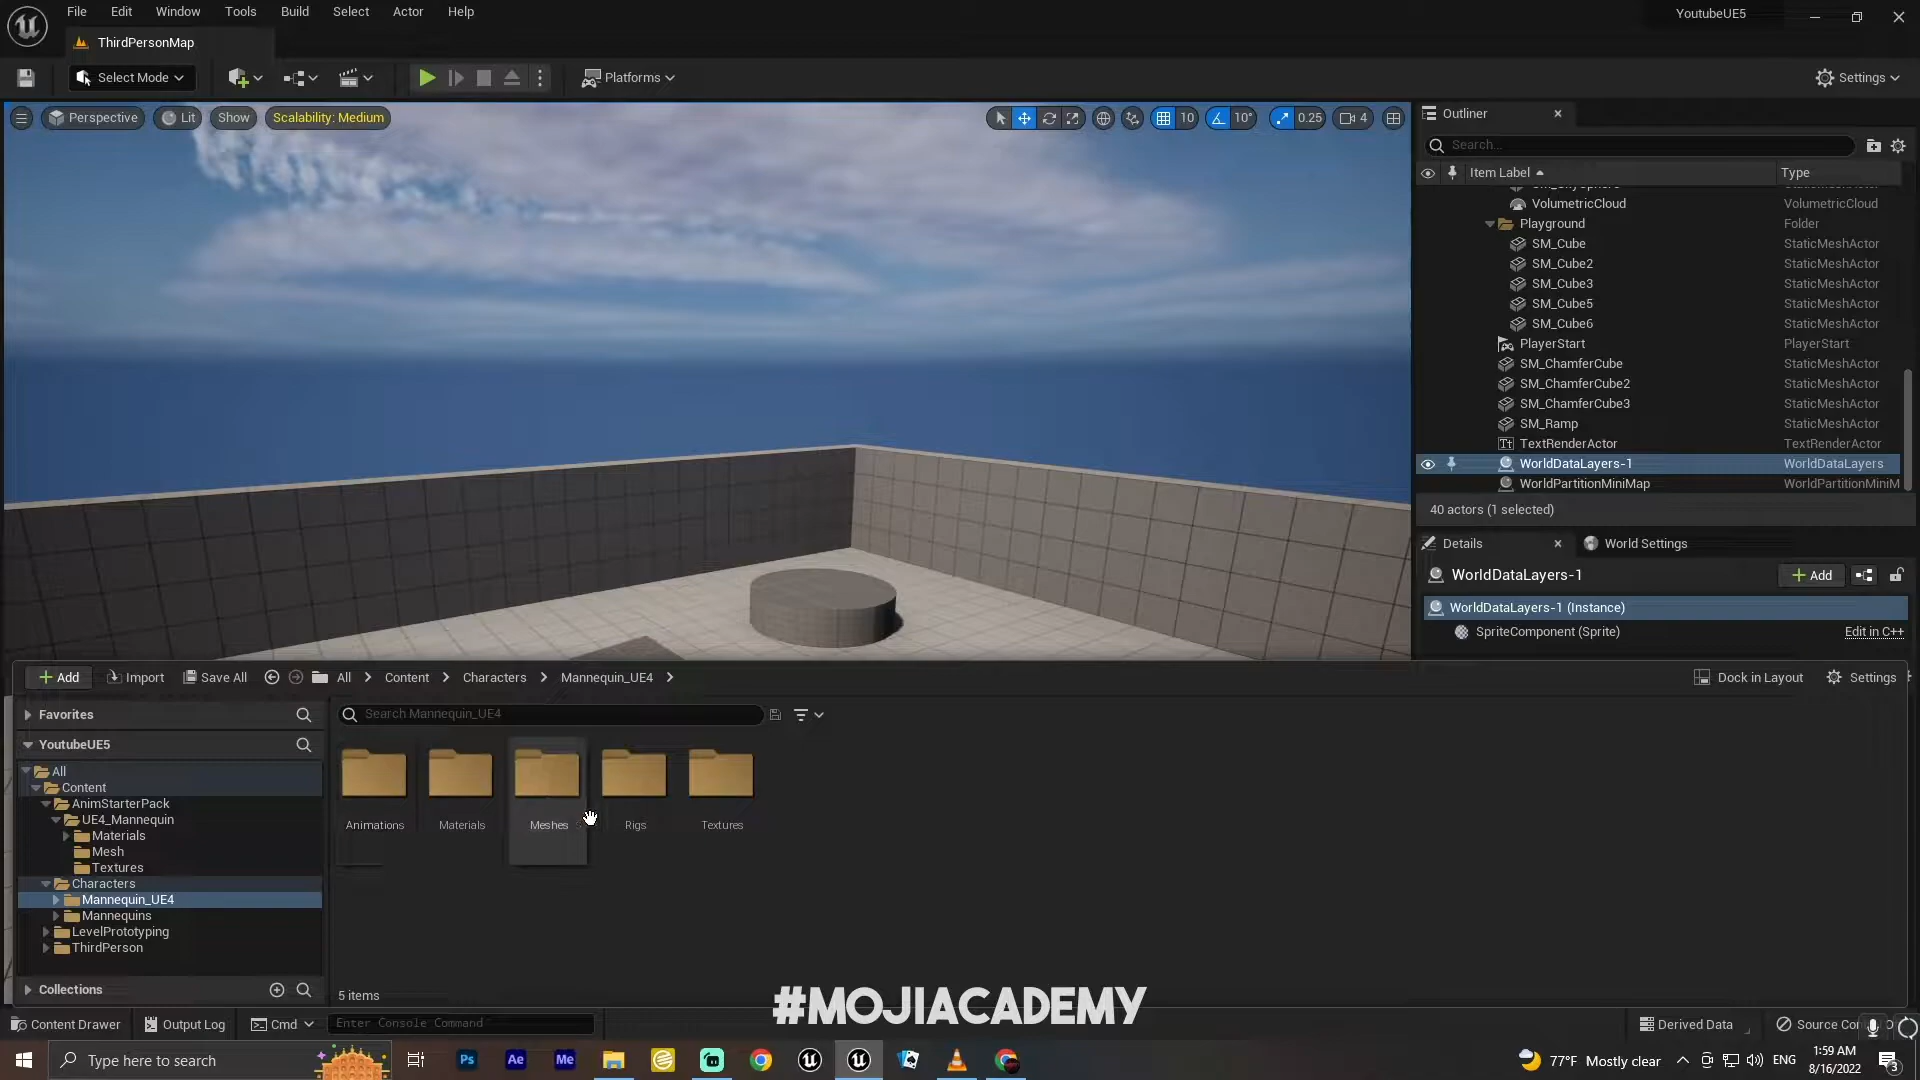 File Edit Window Tools Build Select Actor Help
YoutubeUE5
ThirdPersonMap
Select Mode
Platforms
Settings
Perspective Lit Show Scalability: Medium
10 10° 0.25 4
Outliner
Search...
Item Label Type
VolumetricCloud VolumetricCloud
Playground Folder
SM_Cube StaticMeshActor
SM_Cube2 StaticMeshActor
SM_Cube3 StaticMeshActor
SM_Cube5 StaticMeshActor
SM_Cube6 StaticMeshActor
PlayerStart PlayerStart
SM_ChamferCube StaticMeshActor
SM_ChamferCube2 StaticMeshActor
SM_ChamferCube3 StaticMeshActor
SM_Ramp StaticMeshActor
TextRenderActor TextRenderActor
WorldDataLayers-1 WorldDataLayers
WorldPartitionMiniMap WorldPartitionMiniM
40 actors (1 selected)
Details World Settings
WorldDataLayers-1 Add
WorldDataLayers-1 (Instance)
SpriteComponent (Sprite) Edit in C++
Add Import Save All All Content Characters Mannequin_UE4 Dock in Layout Settings
Favorites
Search Mannequin_UE4
YoutubeUE5
All
Content
AnimStarterPack
UE4_Mannequin
Materials
Mesh
Textures
Characters
Mannequin_UE4
Mannequins
LevelPrototyping
ThirdPerson
Collections
Animations Materials Meshes Rigs Textures
5 items
#MOJIACADEMY
Content Drawer Output Log Cmd Enter Console Command
Derived Data Source Co
Type here to search
Ps Ae Me
77°F Mostly clear ENG
1:59 AM
8/16/2022
3